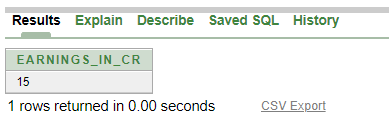 Results Explain Describe Saved SQL History
EARNINGS_IN_CR
15
1 rows returned in 0.00 seconds CSV Export